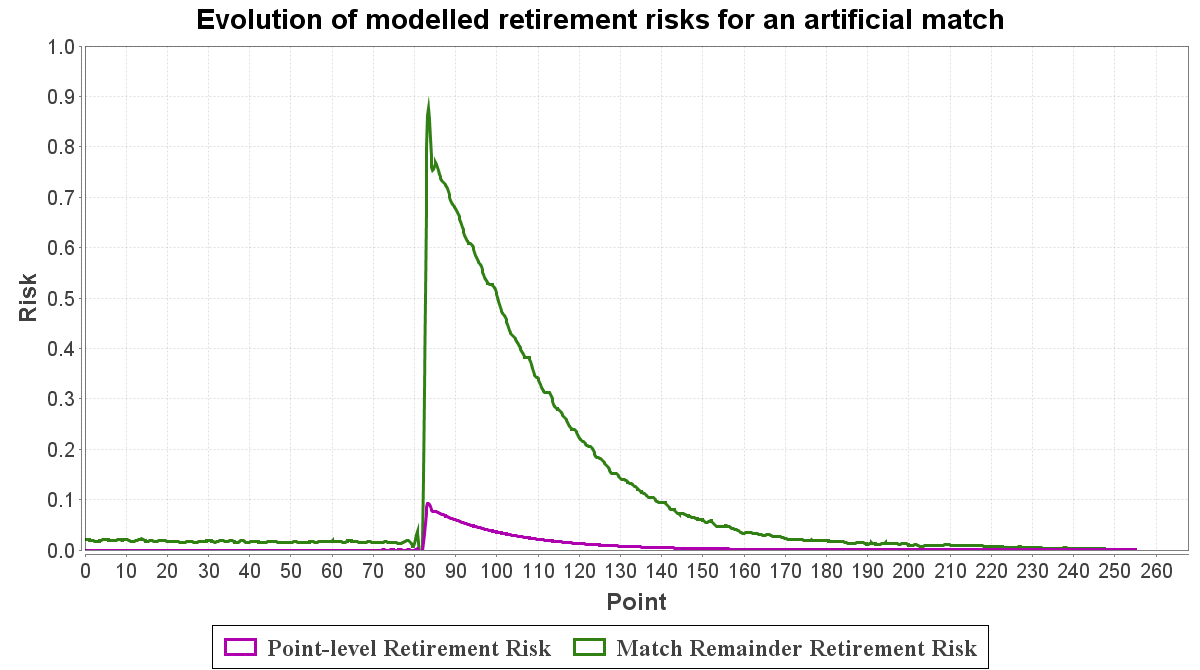 Evolution of modelled retirement risks for an artificial match
1.0
0.9
0.8
0.7
0.6
0.5
0.4
0.3
0.2
0.1
0.0
Risk
0 10 20 30 40 50 60 70 80 90 100 110 120 130 140 150 160 170 180 190 200 210 220 230 240 250 260
Point
Point-level Retirement Risk Match Remainder Retirement Risk